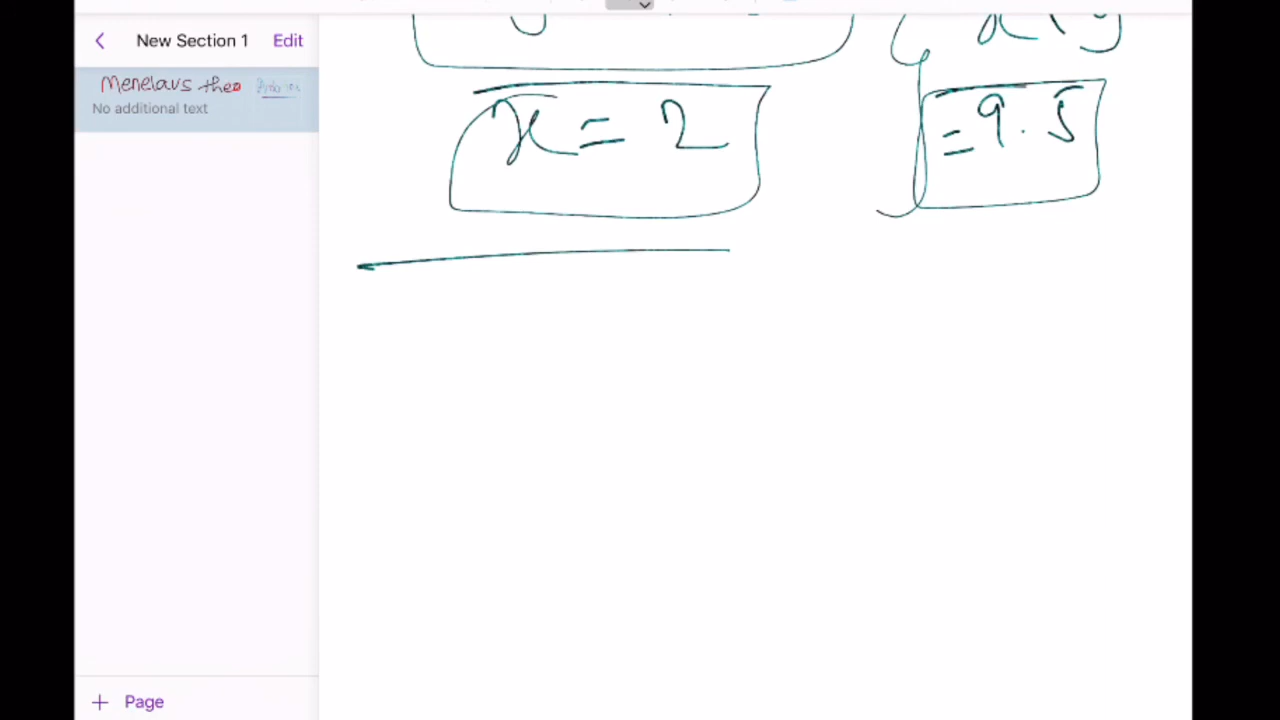 New Section 1
Edit
Menelaus theo
No additional text
x + y
x = 2
= 9.5
+ Page